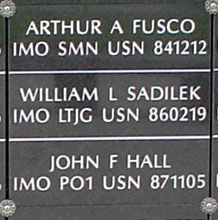 ARTHUR A FUSCO
IMO SMN USN 841212
WILLIAM L SADILEK
IMO LTJG USN 860219
JOHN F HALL
IMO PO1 USN 871105